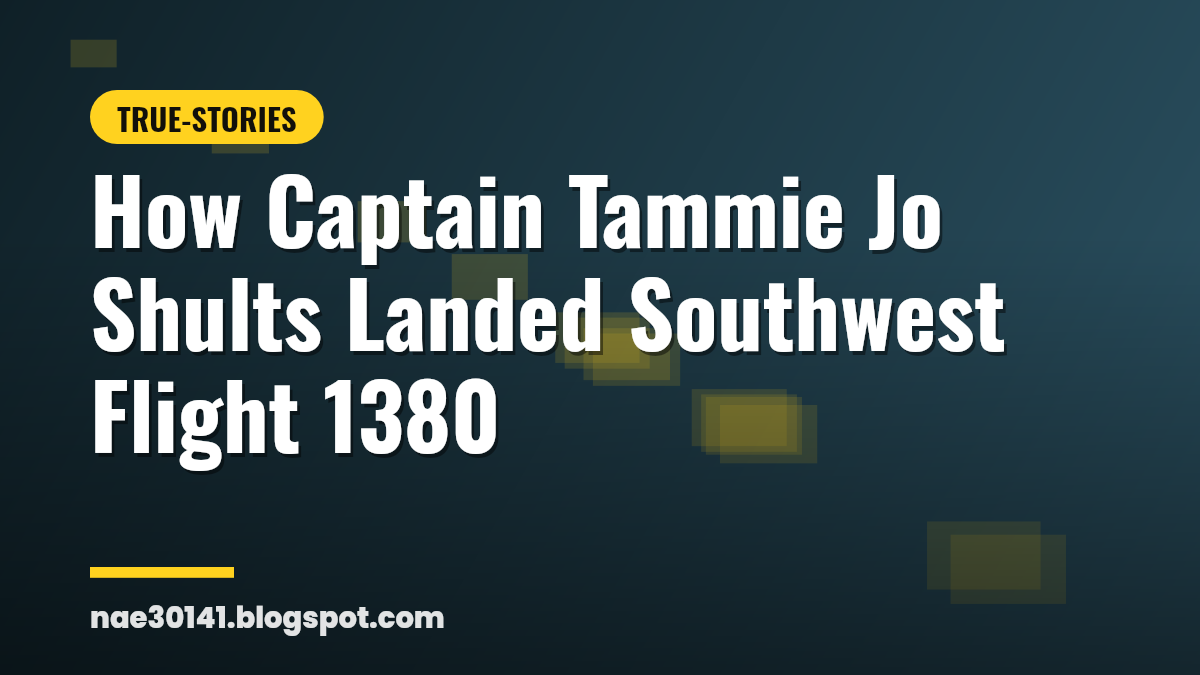 TRUE-STORIES
How Captain Tammie Jo
Shults Landed Southwest
Flight 1380
nae30141.blogspot.com